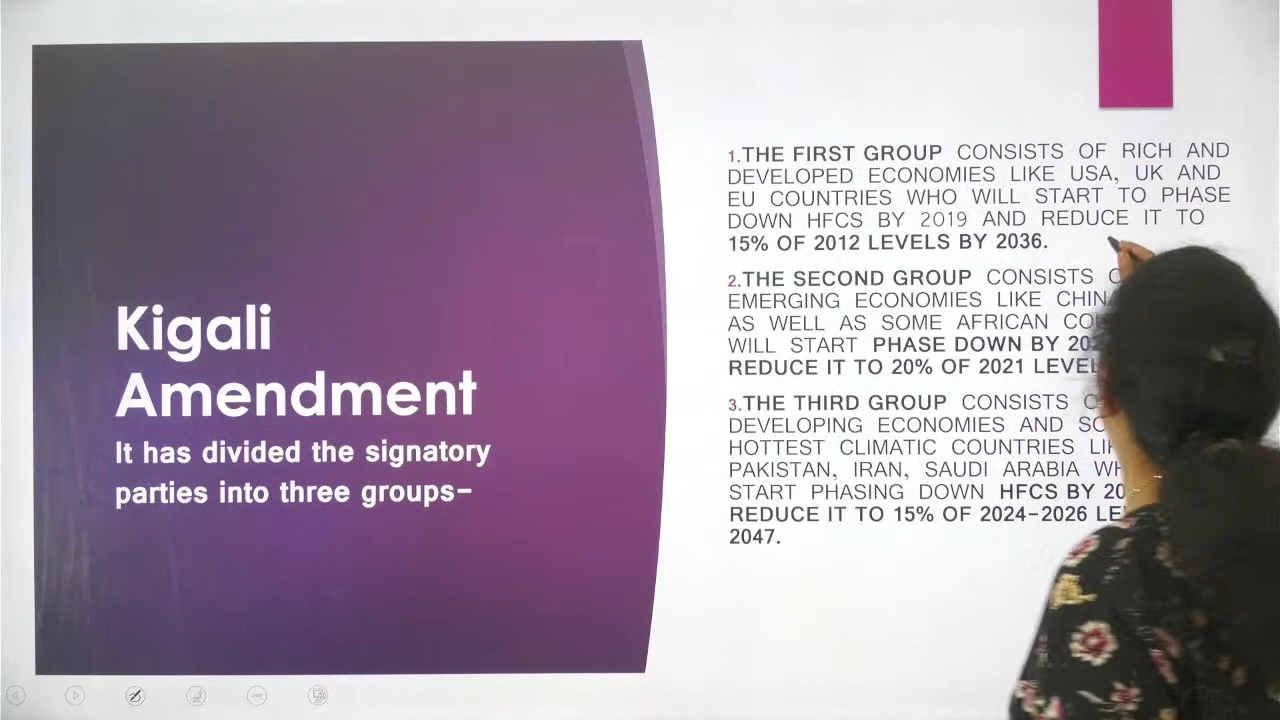 Kigali
Amendment
It has divided the signatory
parties into three groups-
1.THE FIRST GROUP CONSISTS OF RICH AND
DEVELOPED ECONOMIES LIKE USA, UK AND
EU COUNTRIES WHO WILL START TO PHASE
DOWN HFCS BY 2019 AND REDUCE IT TO
15% OF 2012 LEVELS BY 2036.
2.THE SECOND GROUP CONSISTS
EMERGING ECONOMIES LIKE
AS WELL AS SOME AFRICAN
WILL START PHASE DOWN BY
REDUCE IT TO 20% OF 2021
3.THE THIRD GROUP CONSISTS
DEVELOPING ECONOMIES AND
HOTTEST CLIMATIC COUNTRIES
PAKISTAN, IRAN, SAUDI ARABIA
START PHASING DOWN HFCS BY
REDUCE IT TO 15% OF 2024-2026
2047.